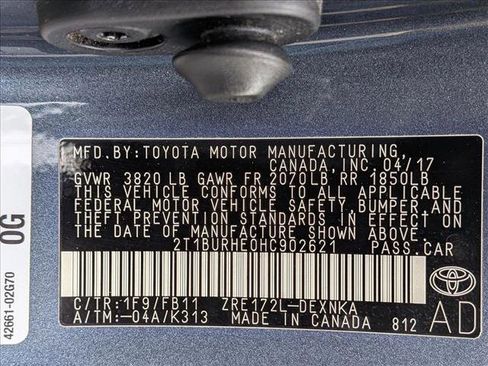 MFD.BY:TOYOTA MOTOR MANUFACTURING,
CANADA, INC. 04/17
GVWR 3820 LB GAWR FR 2070LB RR 1850LB
THIS VEHICLE CONFORMS TO ALL APPLICABLE
FEDERAL MOTOR VEHICLE SAFETY, BUMPER AND
THEFT PREVENTION STANDARDS IN EFFECT ON
THE DATE OF MANUFACTURE SHOWN ABOVE.
2T1BURHE0HC902621 PASS.CAR
C/TR:1F9/FB11 ZRE172L-DEXNKA
A/TM:-04A/K313 MADE IN CANADA 812
AD
42661-02G70
0G